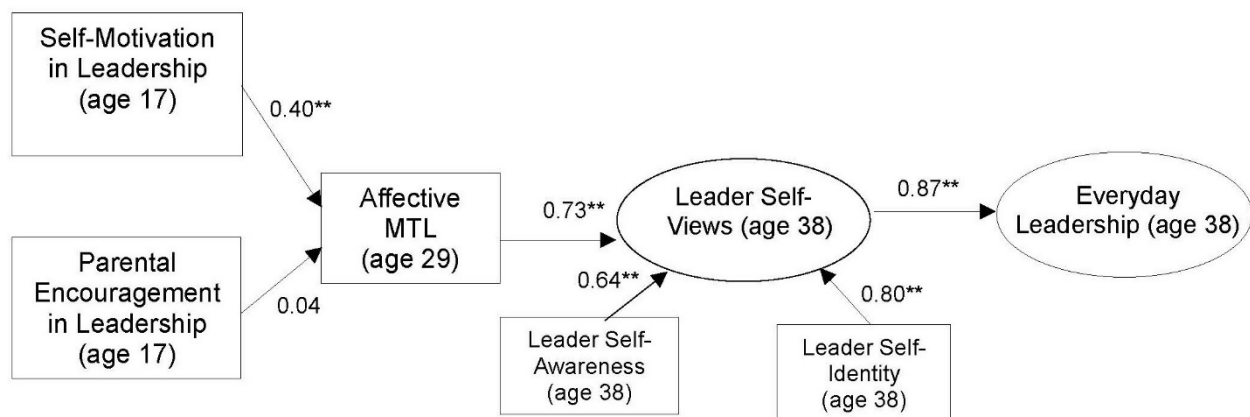 Self-Motivation
in Leadership
(age 17)
0.40**
Parental
Encouragement
in Leadership
(age 17)
0.04
Affective
MTL
(age 29)
0.73**
Leader Self-
Views (age 38)
0.64**
Leader Self-
Awareness
(age 38)
0.80**
Leader Self-
Identity
(age 38)
0.87**
Everyday
Leadership (age 38)